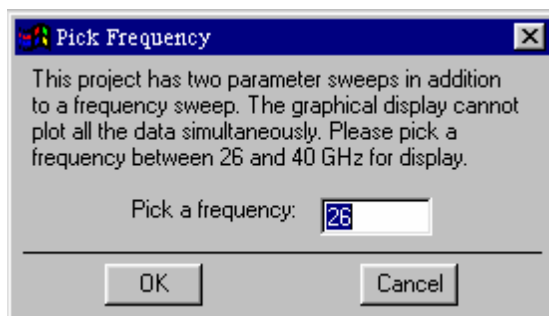 Pick Frequency
This project has two parameter sweeps in addition
to a frequency sweep. The graphical display cannot
plot all the data simultaneously. Please pick a
frequency between 26 and 40 GHz for display.
Pick a frequency: 26
OK Cancel